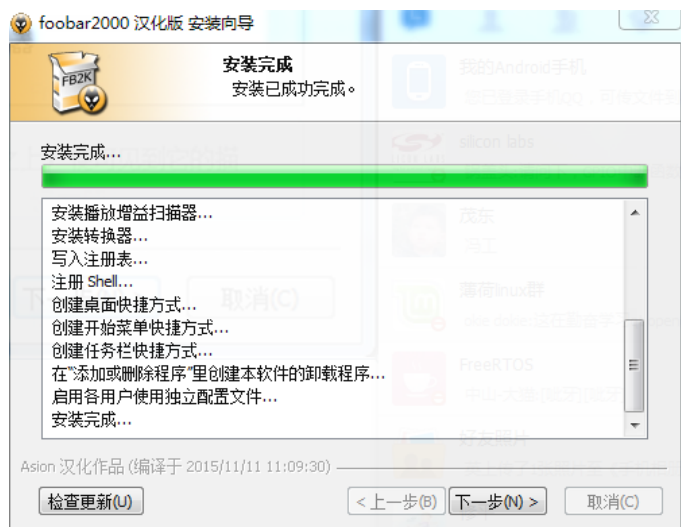 foobar2000 汉化版 安装向导
安装完成
安装已成功完成。
FB2K
我的Android手机
silicon labs
安装完成...
安装播放增益扫描器...
安装转换器...
写入注册表...
注册 Shell...
创建桌面快捷方式...
创建开始菜单快捷方式...
创建任务栏快捷方式...
在"添加或删除程序"里创建本软件的卸载程序...
启用各用户使用独立配置文件...
安装完成...
茂东
冯工
取消(C)
薄荷linux群
FreeRTOS
好友照片
Asion 汉化作品 (编译于 2015/11/11 11:09:30)
检查更新(U)
< 上一步(B)
下一步(N) >
取消(C)